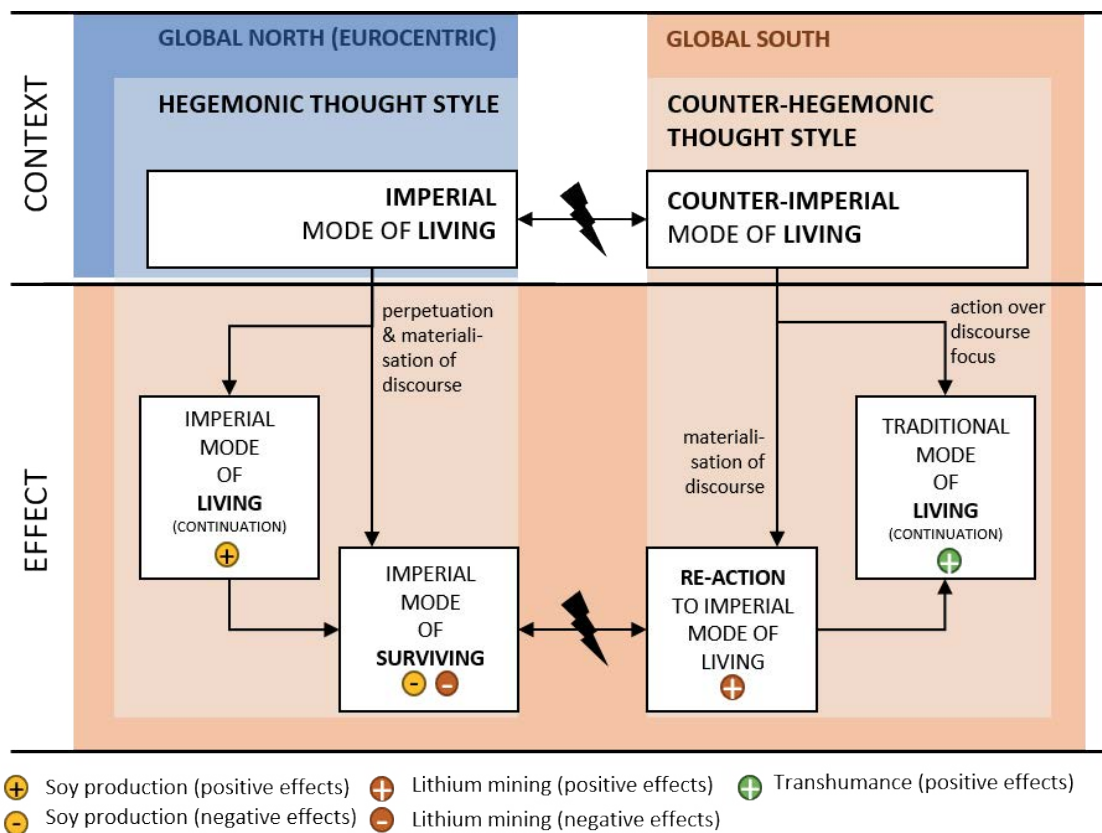 CONTEXT
GLOBAL NORTH (EUROCENTRIC)
GLOBAL SOUTH
HEGEMONIC THOUGHT STYLE
COUNTER-HEGEMONIC
THOUGHT STYLE
IMPERIAL
MODE OF LIVING
COUNTER-IMPERIAL
MODE OF LIVING
EFFECT
perpetuation
& materiali-
sation of
discourse
action over
discourse
focus
IMPERIAL
MODE
OF
LIVING
(CONTINUATION)
+
materiali-
sation of
discourse
TRADITIONAL
MODE
OF
LIVING
(CONTINUATION)
+
IMPERIAL
MODE
OF
SURVIVING
- -
RE-ACTION
TO IMPERIAL
MODE OF
LIVING
+
+ Soy production (positive effects)
+ Lithium mining (positive effects)
+ Transhumance (positive effects)
- Soy production (negative effects)
- Lithium mining (negative effects)